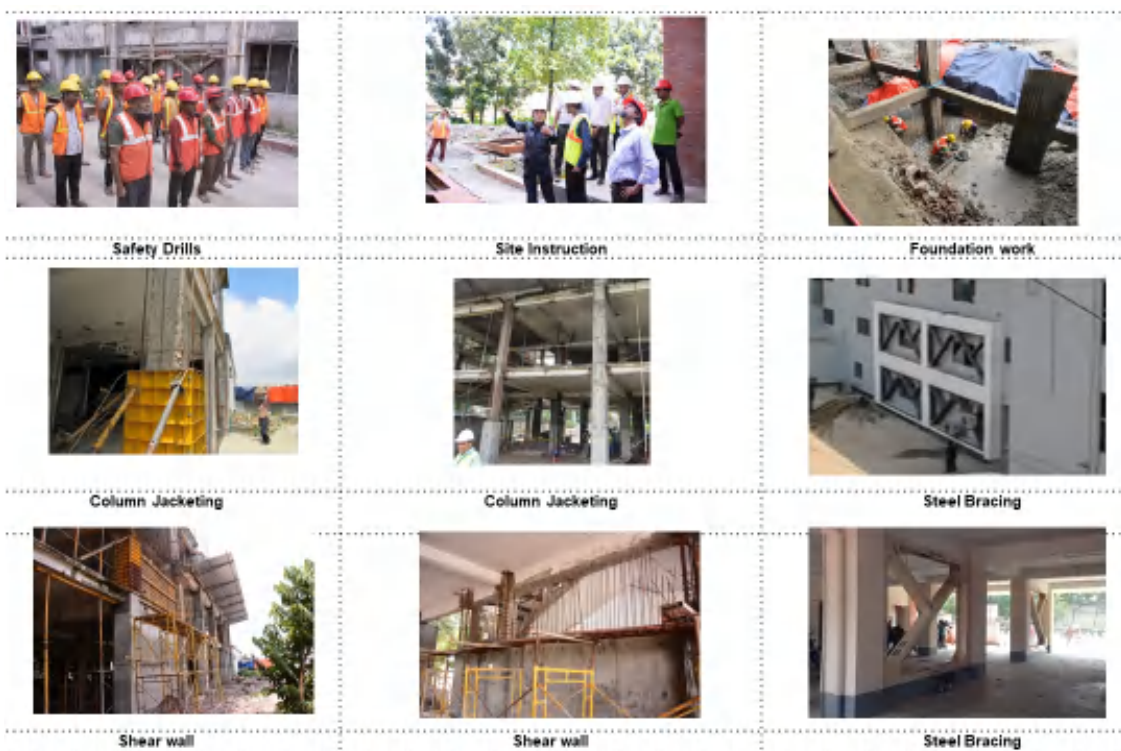 Safety Drills
Site Instruction
Foundation work
Column Jacketing
Column Jacketing
Steel Bracing
Shear wall
Shear wall
Steel Bracing